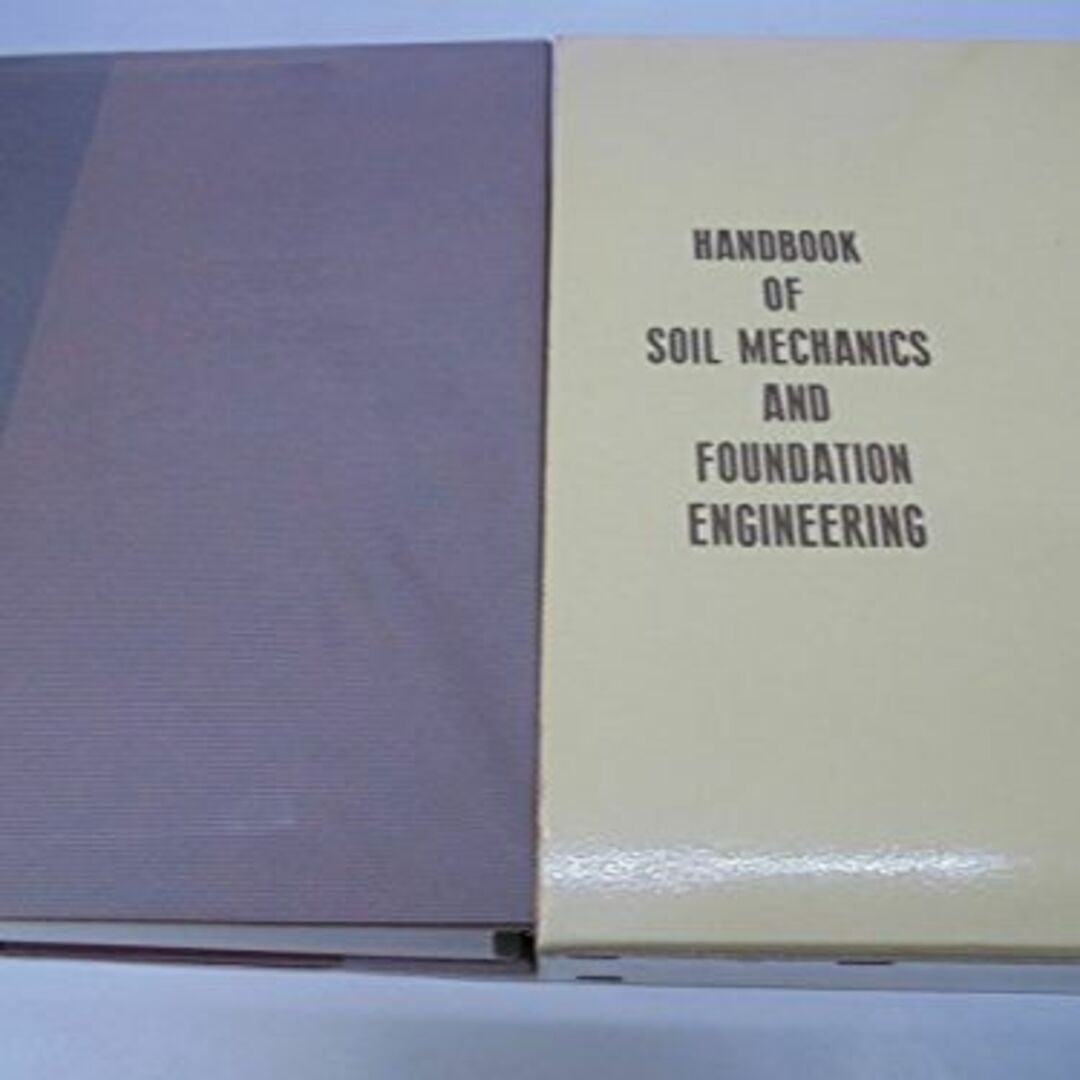 HANDBOOK
OF
SOIL MECHANICS
AND
FOUNDATION
ENGINEERING